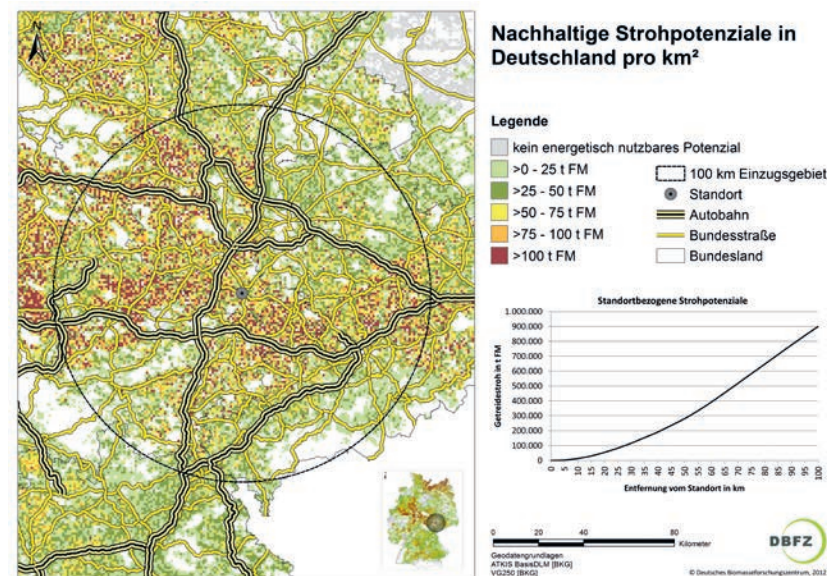 Nachhaltige Strohpotenziale in
Deutschland pro km²
N
Legende
kein energetisch nutzbares Potenzial
>0 - 25 t FM
>25 - 50 t FM
>50 - 75 t FM
>75 - 100 t FM
>100 t FM
100 km Einzugsgebiet
Standort
Autobahn
Bundesstraße
Bundesland
Standortbezogene Strohpotenziale
Getreidestroh in t FM
1.000.000
900.000
800.000
700.000
600.000
500.000
400.000
300.000
200.000
100.000
0
0 5 10 15 20 25 30 35 40 45 50 55 60 65 70 75 80 85 90 95 100
Entfernung vom Standort in km
0 20 40 80
Kilometer
Geodatengrundlagen
ATKIS BasisDLM [BKG]
VG250 [BKG]
DBFZ
© Deutsches Biomasseforschungszentrum, 2012